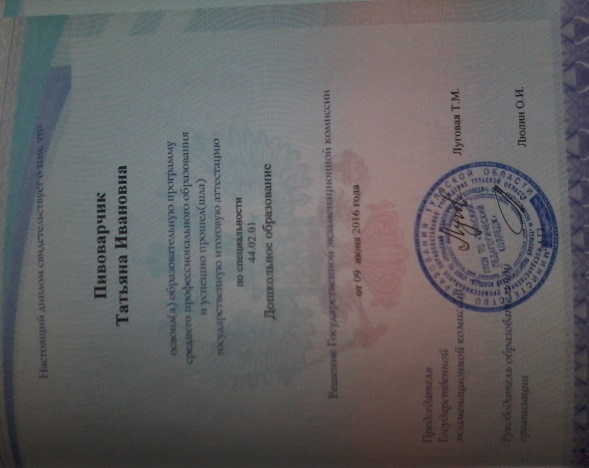 Настоящий диплом свидетельствует о том, что
Пивоварчик
Татьяна Ивановна
освоил(а) образовательную программу
среднего профессионального образования
и успешно прошел(шла)
государственную итоговую аттестацию
по специальности
44.02.01
Дошкольное образование
Решение Государственной экзаменационной комиссии
от 09 июня 2016 года
Председатель
Государственной
экзаменационной комиссии
Луговая Т.М.
Руководитель образовательной
организации
Люлин О.И.